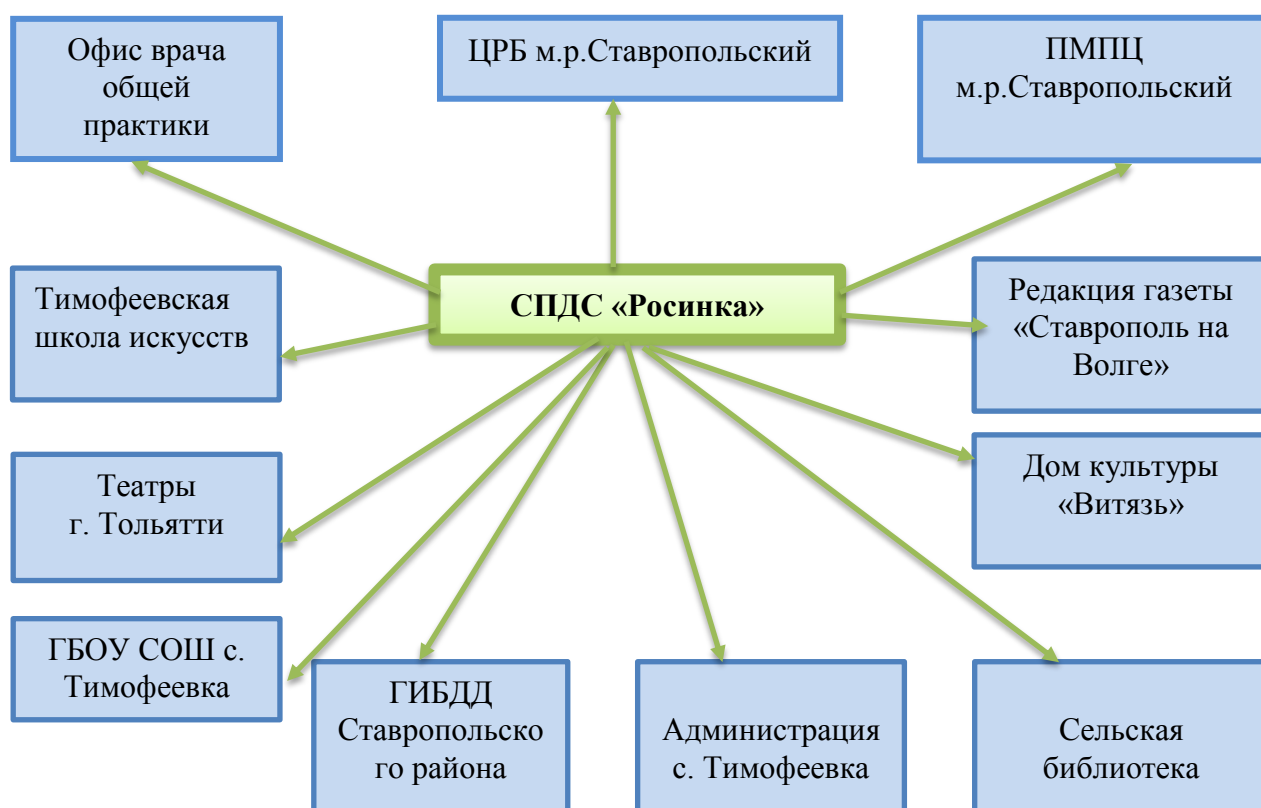 Офис врача
общей
практики
ЦРБ м.р.Ставропольский
ПМПЦ
м.р.Ставропольский
Тимофеевская
школа искусств
СПДС «Росинка»
Редакция газеты
«Ставрополь на
Волге»
Театры
г. Тольятти
Дом культуры
«Витязь»
ГБОУ СОШ с.
Тимофеевка
ГИБДД
Ставропольско
го района
Администрация
с. Тимофеевка
Сельская
библиотека